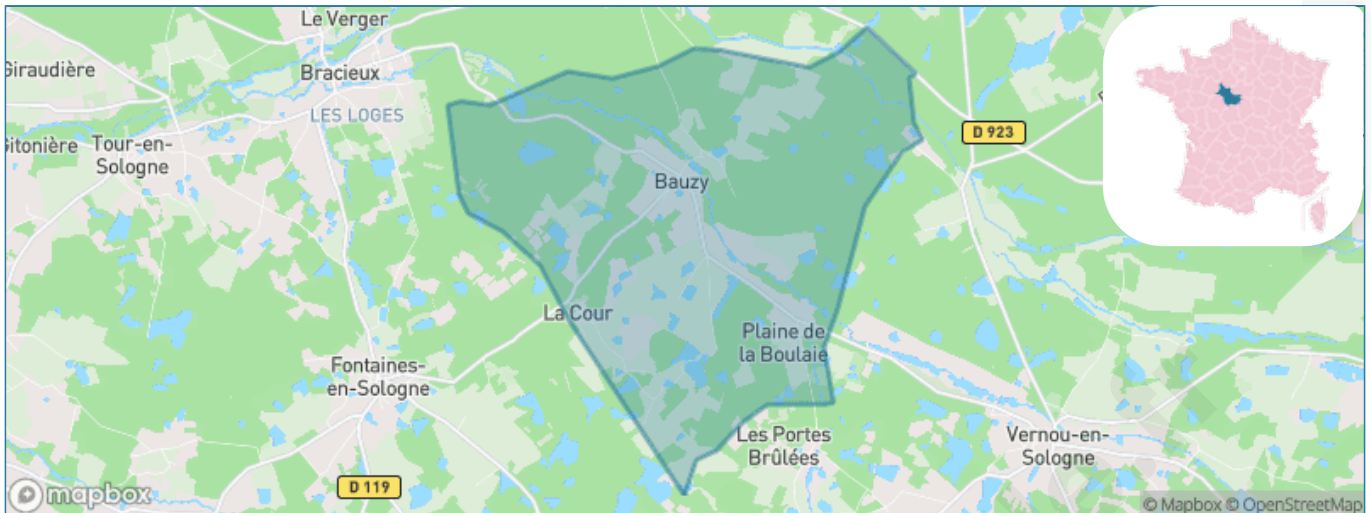 Le Verger
Giraudière
Bracieux
LES LOGES
D 923
Gitonière
Tour-en-
Sologne
Bauzy
La Cour
Plaine de
la Boulaie
Fontaines-
en-Sologne
Les Portes
Brûlées
Vernou-en-
Sologne
D 119
mapbox
© Mapbox © OpenStreetMap